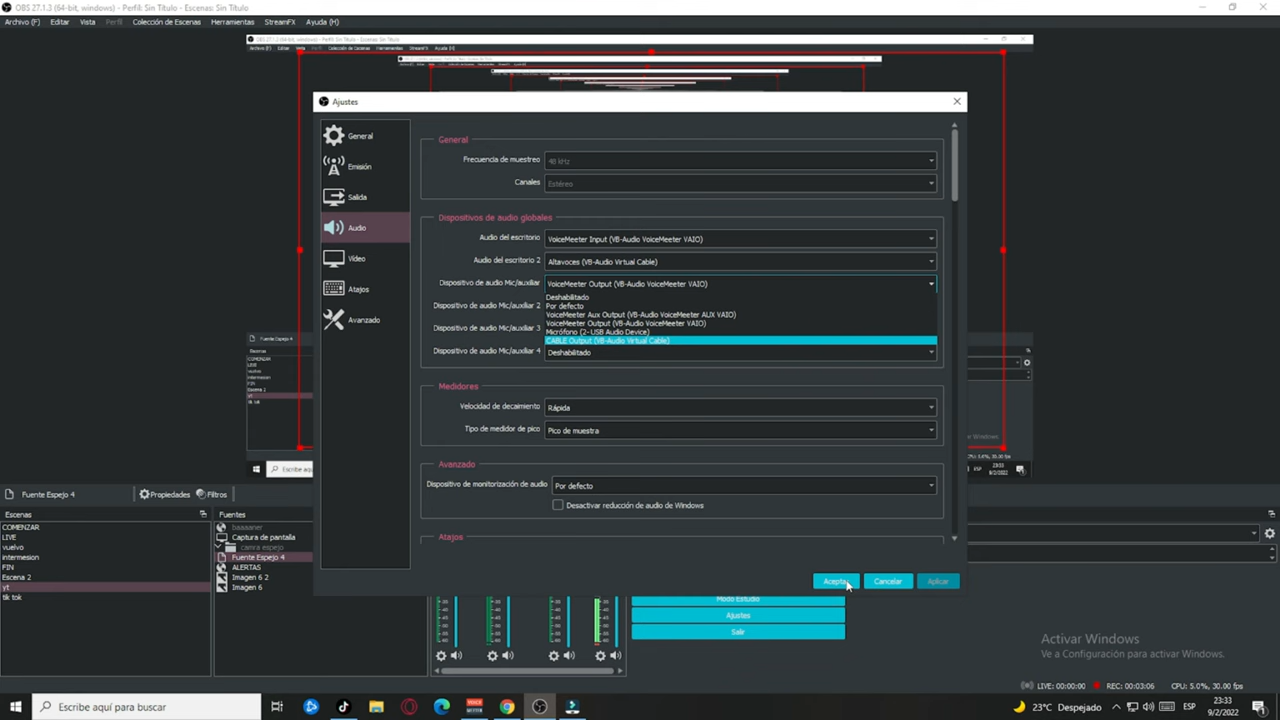 OBS 27.1.3 (64-bit, windows) - Perfil: Sin Título - Escenas: Sin Título
Archivo (F) Editar Vista Perfil Colección de Escenas Herramientas StreamFX Ayuda (H)
Ajustes
General
Emisión
Salida
Audio
Vídeo
Atajos
Avanzado
General
Frecuencia de muestreo 48 kHz
Canales Estéreo
Dispositivos de audio globales
Audio del escritorio VoiceMeeter Input (VB-Audio VoiceMeeter VAIO)
Audio del escritorio 2 Altavoces (VB-Audio Virtual Cable)
Dispositivo de audio Mic/auxiliar VoiceMeeter Output (VB-Audio VoiceMeeter VAIO)
Deshabilitado
Dispositivo de audio Mic/auxiliar 2 Por defecto
VoiceMeeter Aux Output (VB-Audio VoiceMeeter AUX VAIO)
Dispositivo de audio Mic/auxiliar 3 VoiceMeeter Output (VB-Audio VoiceMeeter VAIO)
Micrófono (2- USB Audio Device)
CABLE Output (VB-Audio Virtual Cable)
Dispositivo de audio Mic/auxiliar 4 Deshabilitado
Medidores
Velocidad de decaimiento Rápida
Tipo de medidor de pico Pico de muestra
Avanzado
Dispositivo de monitorización de audio Por defecto
Desactivar reducción de audio de Windows
Atajos
Aceptar Cancelar Aplicar
Fuente Espejo 4 Propiedades Filtros
Escenas
COMENZAR
LIVE
vuelvo
intermesion
FIN
Escena 2
yt
tik tok
Fuentes
baaaaner
Captura de pantalla
camra espejo
Fuente Espejo 4
ALERTAS
Imagen 6 2
Imagen 6
Modo Estudio
Ajustes
Salir
Activar Windows
Ve a Configuración para activar Windows.
LIVE: 00:00:00 REC: 00:03:06 CPU: 5.0%, 30.00 fps
Escribe aquí para buscar
23°C Despejado
ESP
23:33
9/2/2022